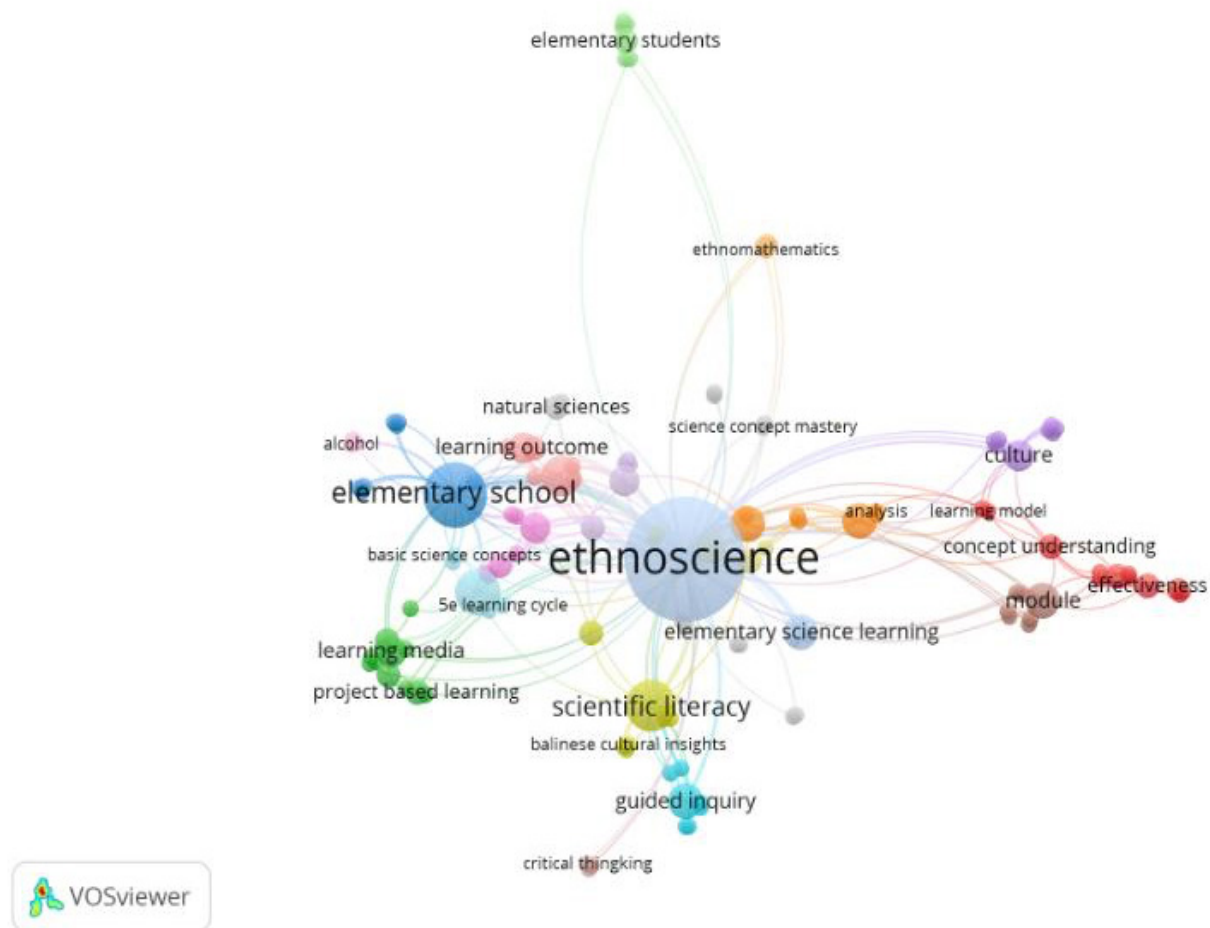 elementary students
ethnomathematics
natural sciences
science concept mastery
alcohol
learning outcome
culture
elementary school
analysis
learning model
basic science concepts
ethnoscience
concept understanding
effectiveness
5e learning cycle
module
elementary science learning
learning media
project based learning
scientific literacy
balinese cultural insights
guided inquiry
critical thingking
VOSviewer